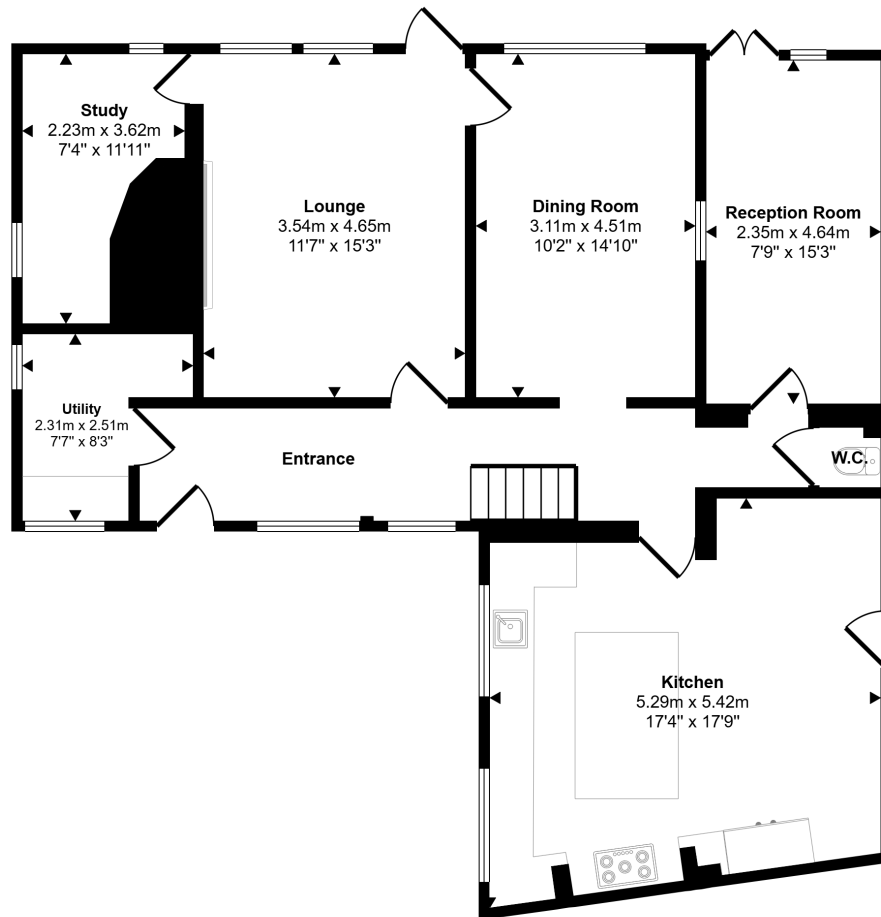 Study
2.23m x 3.62m
7'4" x 11'11"
Lounge
3.54m x 4.65m
11'7" x 15'3"
Dining Room
3.11m x 4.51m
10'2" x 14'10"
Reception Room
2.35m x 4.64m
7'9" x 15'3"
Utility
2.31m x 2.51m
7'7" x 8'3"
Entrance
W.C.
Kitchen
5.29m x 5.42m
17'4" x 17'9"